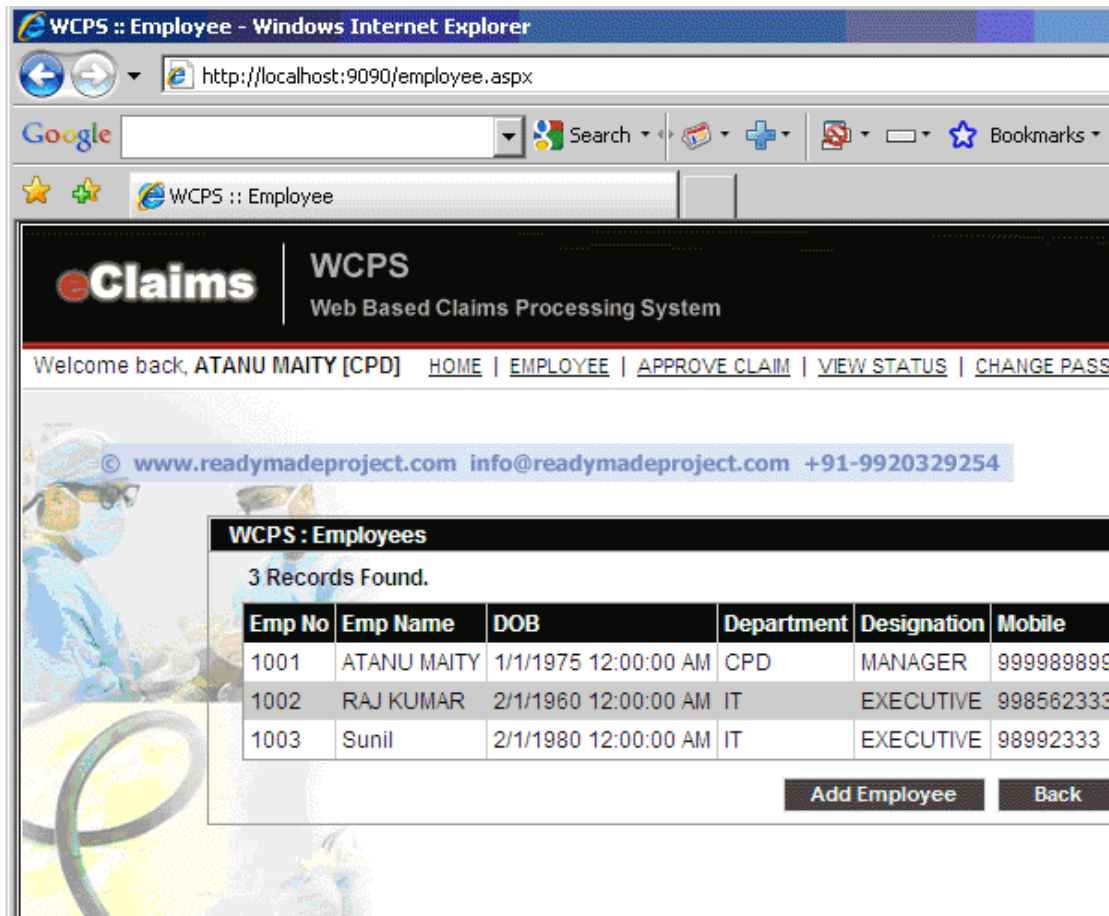 WCPS :: Employee - Windows Internet Explorer
http://localhost:9090/employee.aspx
Google Search Bookmarks
WCPS :: Employee
eClaims
WCPS
Web Based Claims Processing System
Welcome back, ATANU MAITY [CPD] HOME | EMPLOYEE | APPROVE CLAIM | VIEW STATUS | CHANGE PASS
© www.readymadeproject.com info@readymadeproject.com +91-9920329254
WCPS : Employees
3 Records Found.
Emp No Emp Name DOB Department Designation Mobile
1001 ATANU MAITY 1/1/1975 12:00:00 AM CPD MANAGER 999989899
1002 RAJ KUMAR 2/1/1960 12:00:00 AM IT EXECUTIVE 998562333
1003 Sunil 2/1/1980 12:00:00 AM IT EXECUTIVE 98992333
Add Employee Back